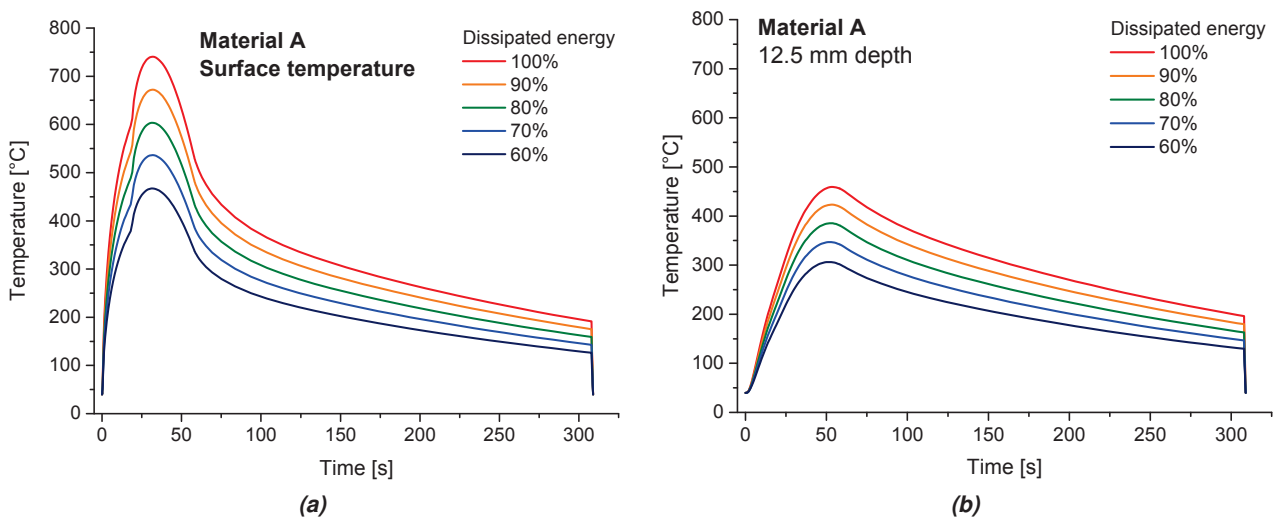 Material A
Surface temperature
Dissipated energy
100%
90%
80%
70%
60%
800
700
600
500
400
300
200
100
0
Temperature [°C]
0 50 100 150 200 250 300
Time [s]
(a)
Material A
12.5 mm depth
Dissipated energy
100%
90%
80%
70%
60%
800
700
600
500
400
300
200
100
0
Temperature [°C]
0 50 100 150 200 250 300
Time [s]
(b)